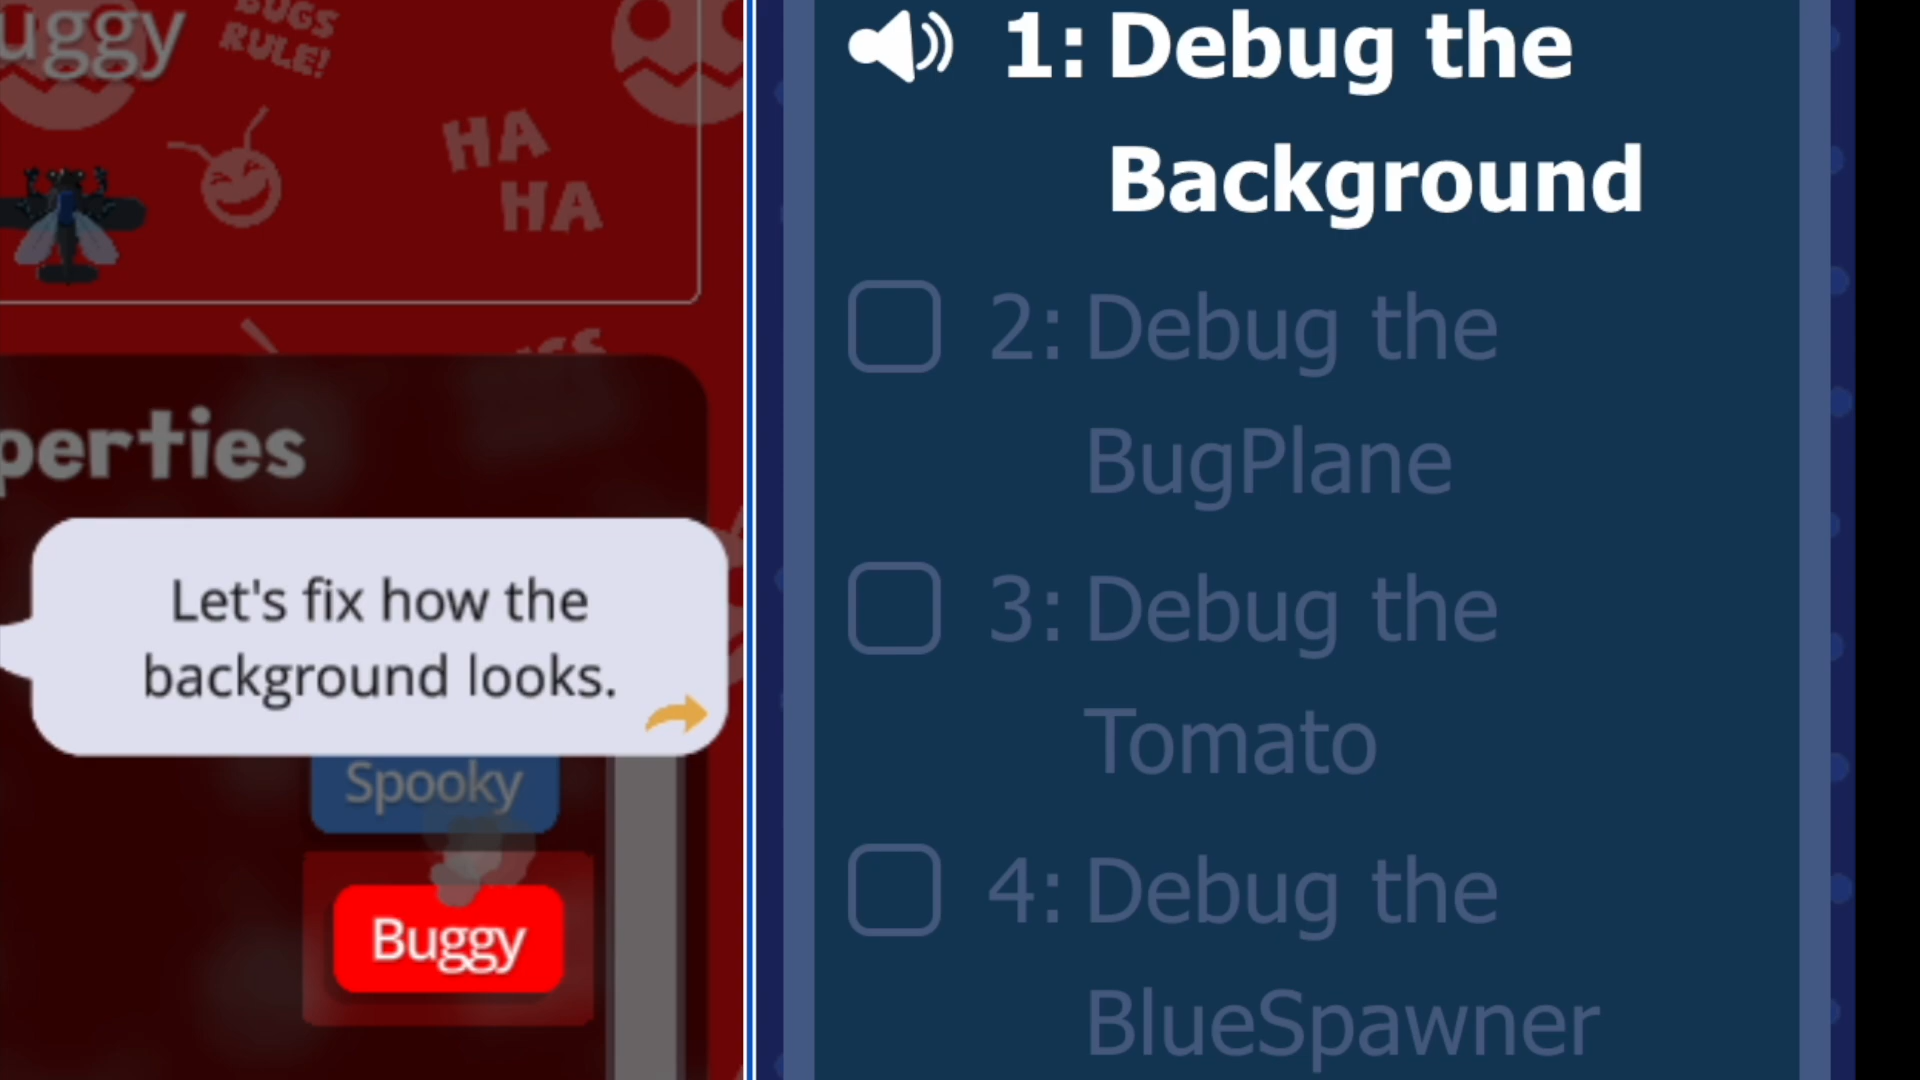 uggy
BUGS
RULE!
HA
HA
perties
Let's fix how the
background looks.
Spooky
Buggy
1: Debug the
Background
2: Debug the
BugPlane
3: Debug the
Tomato
4: Debug the
BlueSpawner